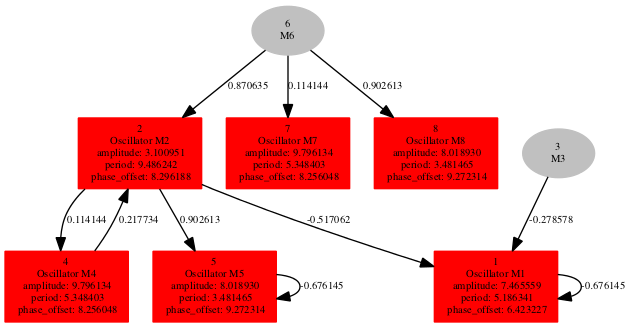 6
M6
0.870635
0.114144
0.902613
2
Oscillator M2
amplitude: 3.100951
period: 9.486242
phase_offset: 8.296188
7
Oscillator M7
amplitude: 9.796134
period: 5.348403
phase_offset: 8.256048
8
Oscillator M8
amplitude: 8.018930
period: 3.481465
phase_offset: 9.272314
3
M3
0.114144
0.217734
0.902613
-0.517062
-0.278578
4
Oscillator M4
amplitude: 9.796134
period: 5.348403
phase_offset: 8.256048
5
Oscillator M5
amplitude: 8.018930
period: 3.481465
phase_offset: 9.272314
-0.676145
1
Oscillator M1
amplitude: 7.465559
period: 5.186341
phase_offset: 6.423227
-0.676145